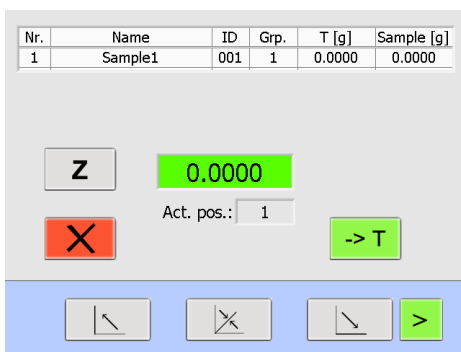 Nr. Name ID Grp. T [g] Sample [g]
1 Sample1 001 1 0.0000 0.0000
Z 0.0000
Act. pos.: 1
X -> T
>